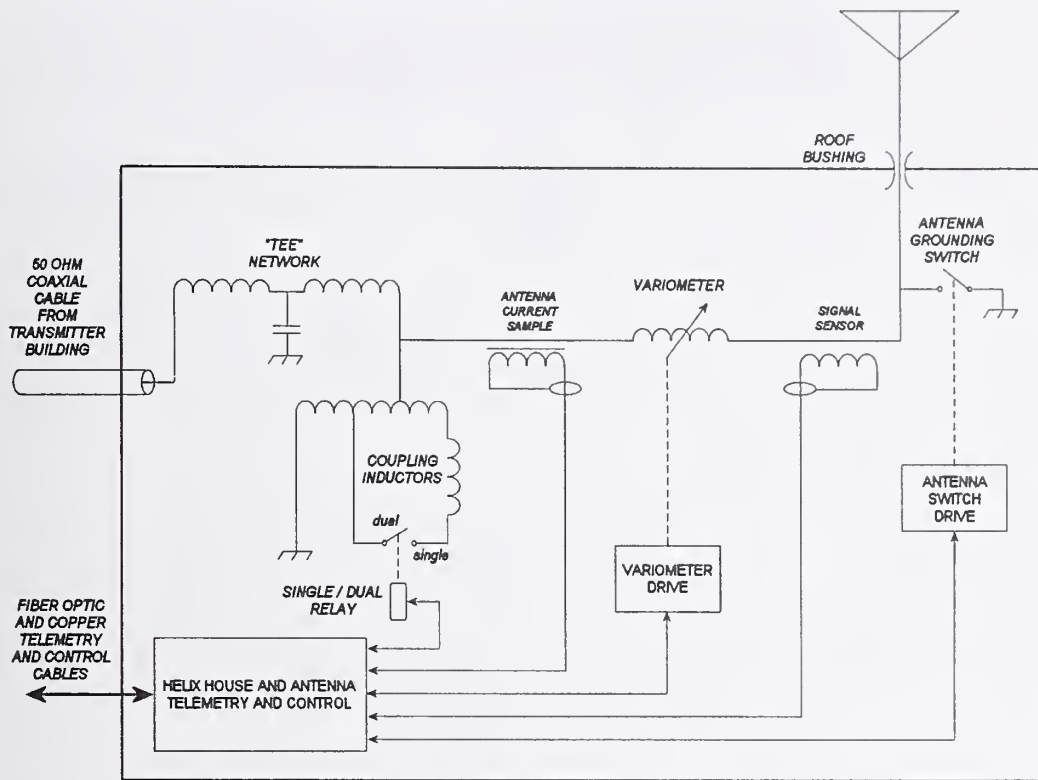 ROOF
BUSHING
"TEE"
NETWORK
ANTENNA
GROUNDING
SWITCH
50 OHM
COAXIAL
CABLE
FROM
TRANSMITTER
BUILDING
ANTENNA
CURRENT
SAMPLE
VARIOMETER
SIGNAL
SENSOR
COUPLING
INDUCTORS
dual
single
SINGLE / DUAL
RELAY
VARIOMETER
DRIVE
ANTENNA
SWITCH
DRIVE
FIBER OPTIC
AND COPPER
TELEMETRY
AND CONTROL
CABLES
HELIX HOUSE AND ANTENNA
TELEMETRY AND CONTROL